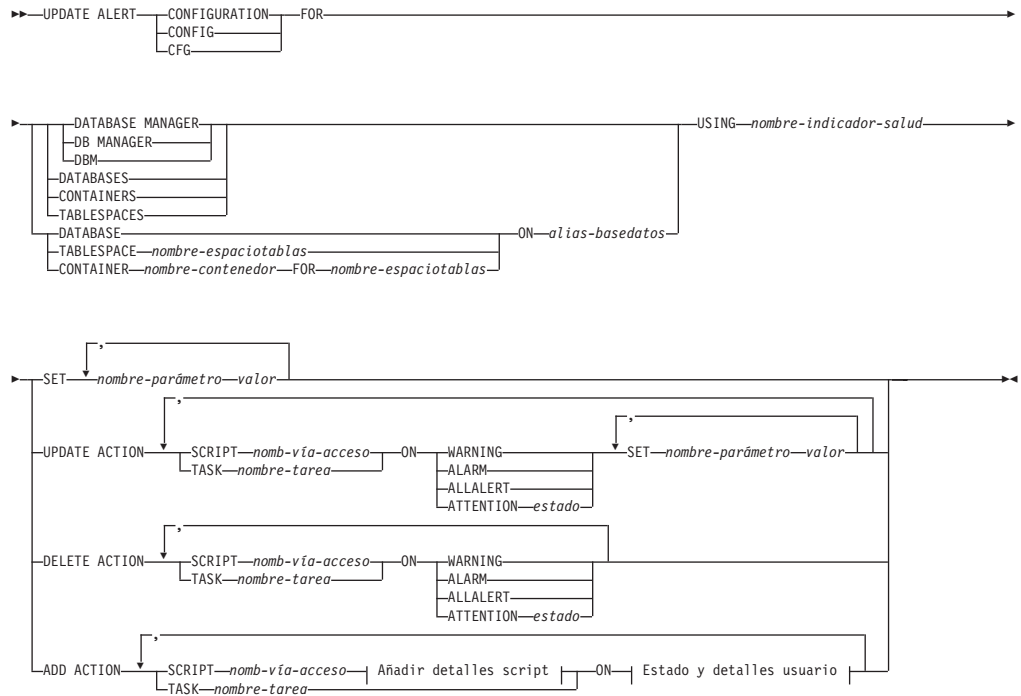 UPDATE ALERT CONFIGURATION FOR
CONFIG
CFG
DATABASE MANAGER USING nombre-indicador-salud
DB MANAGER
DBM
DATABASES
CONTAINERS
TABLESPACES
DATABASE ON alias-basedatos
TABLESPACE nombre-espaciotablas
CONTAINER nombre-contenedor FOR nombre-espaciotablas
,
SET nombre-parámetro valor
,
,
UPDATE ACTION SCRIPT nomb-vía-acceso ON WARNING SET nombre-parámetro valor
TASK nombre-tarea ALARM
ALLALERT
ATTENTION estado
,
DELETE ACTION SCRIPT nomb-vía-acceso ON WARNING
TASK nombre-tarea ALARM
ALLALERT
ATTENTION estado
,
ADD ACTION SCRIPT nomb-vía-acceso Añadir detalles script ON Estado y detalles usuario
TASK nombre-tarea